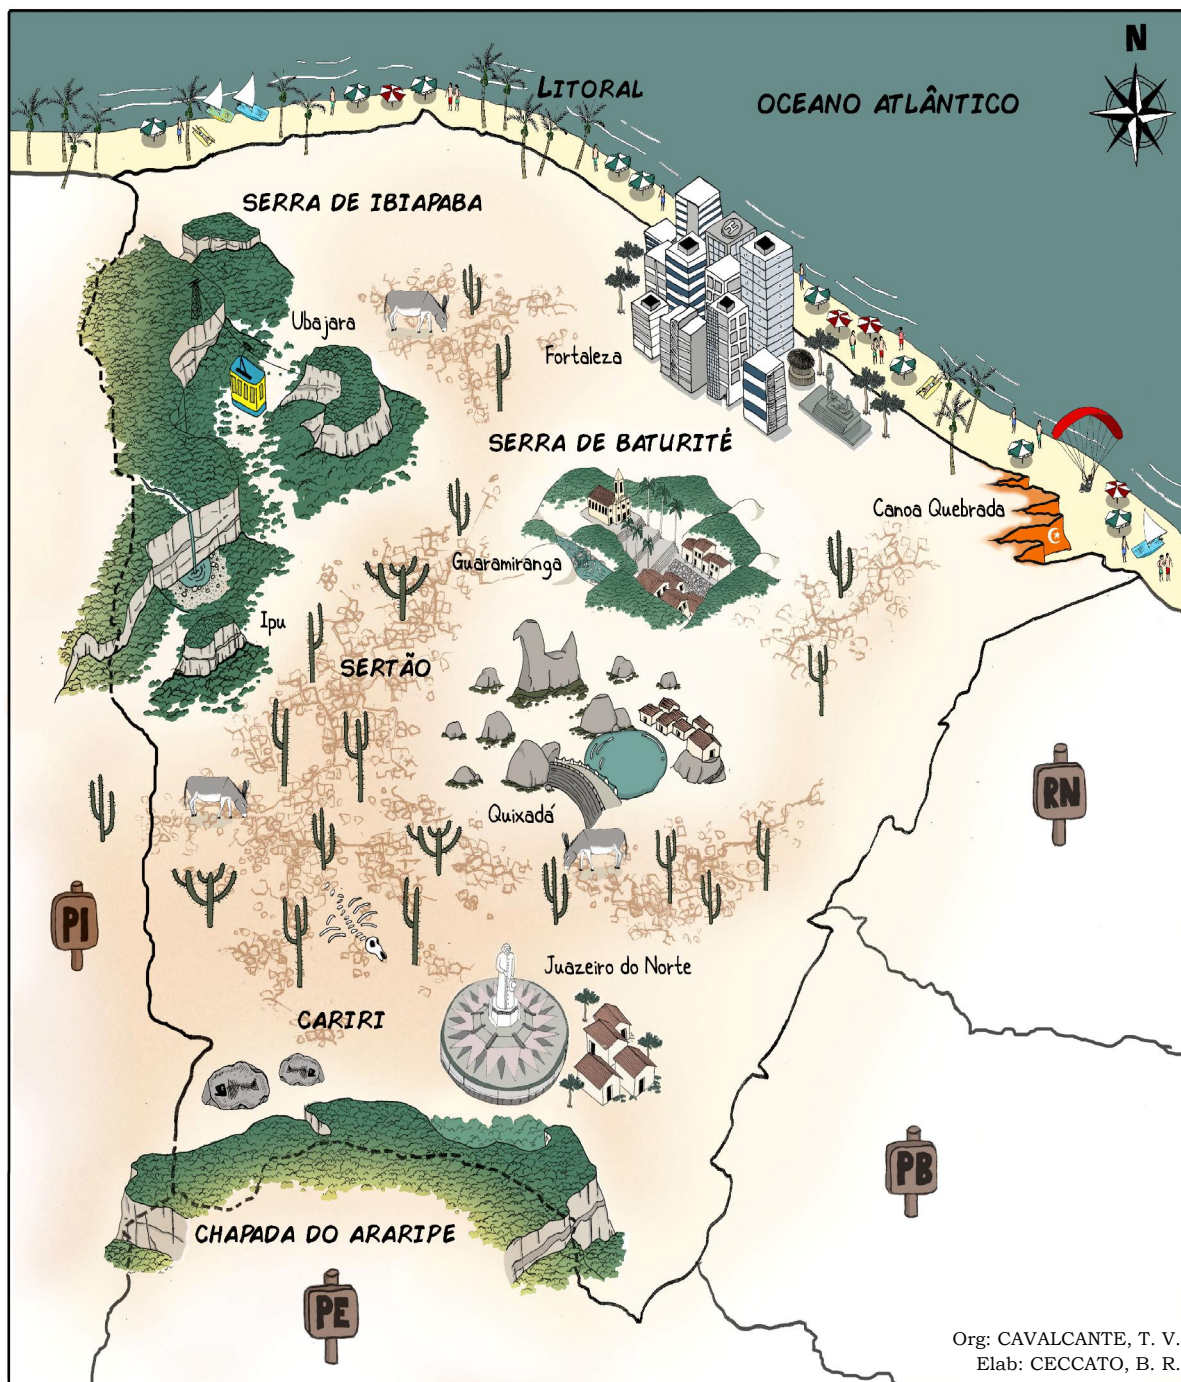 N
LITORAL
OCEANO ATLÂNTICO
SERRA DE IBIAPABA
Ubajara
Fortaleza
SERRA DE BATURITÉ
Canoa Quebrada
Guaramiranga
Ipu
SERTÃO
RN
Quixadá
PI
Juazeiro do Norte
CARIRI
PB
CHAPADA DO ARARIPE
PE
Org: CAVALCANTE, T. V.
Elab: CECCATO, B. R.